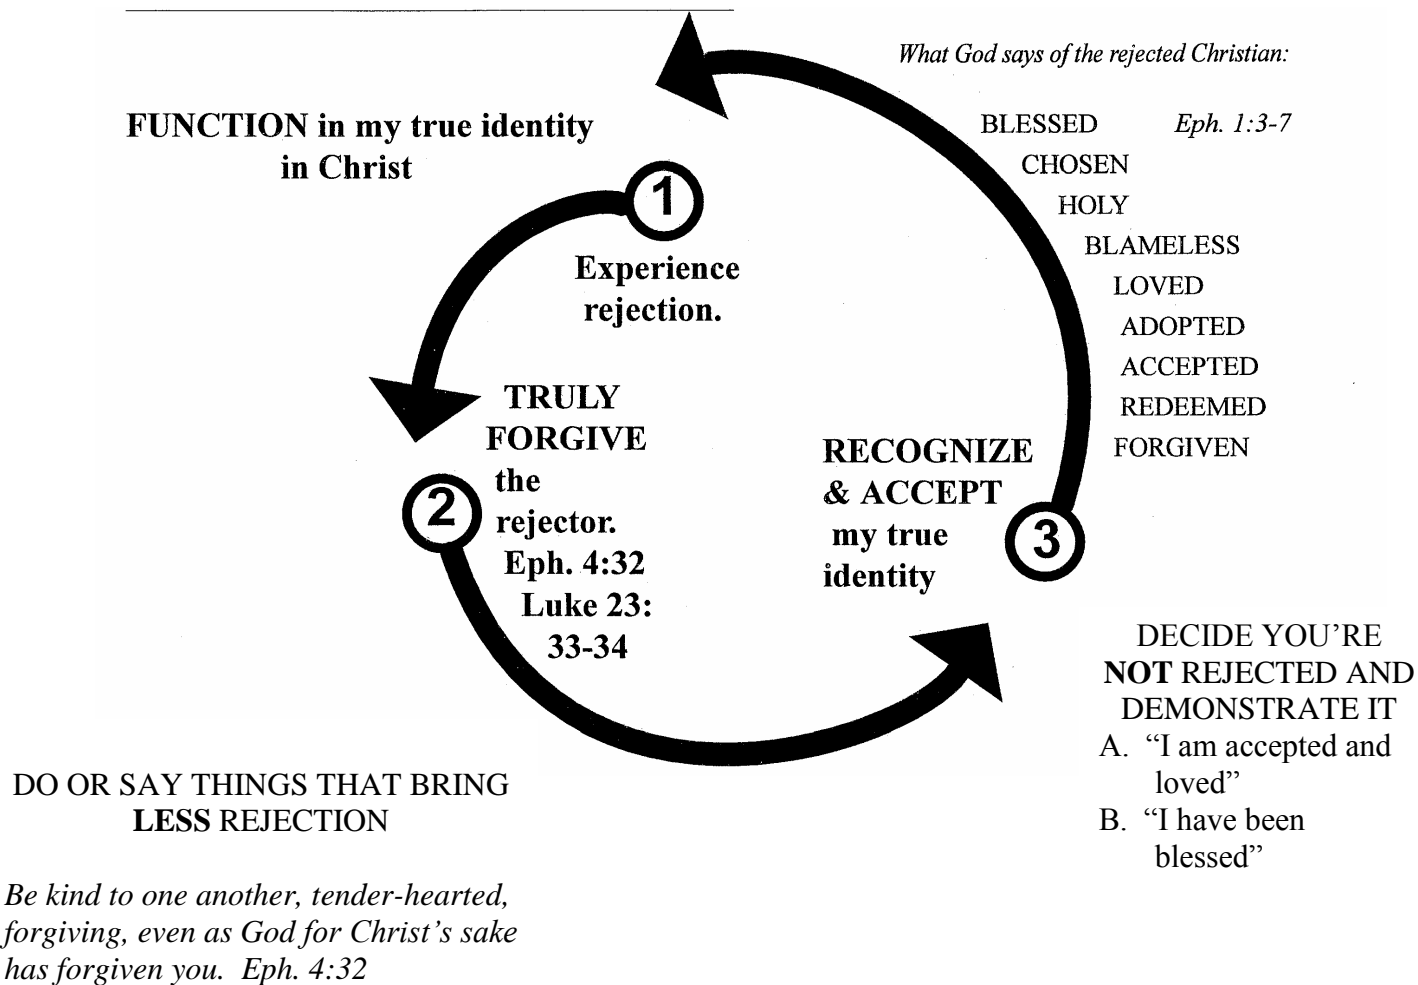 What God says of the rejected Christian:
FUNCTION in my true identity
in Christ
1
Experience
rejection.
BLESSED Eph. 1:3-7
CHOSEN
HOLY
BLAMELESS
LOVED
ADOPTED
ACCEPTED
REDEEMED
FORGIVEN
2
TRULY
FORGIVE
the
rejector.
Eph. 4:32
Luke 23:
33-34
RECOGNIZE
& ACCEPT
my true
identity
3
DECIDE YOU’RE
NOT REJECTED AND
DEMONSTRATE IT
A. “I am accepted and
loved”
B. “I have been
blessed”
DO OR SAY THINGS THAT BRING
LESS REJECTION
Be kind to one another, tender-hearted,
forgiving, even as God for Christ’s sake
has forgiven you. Eph. 4:32